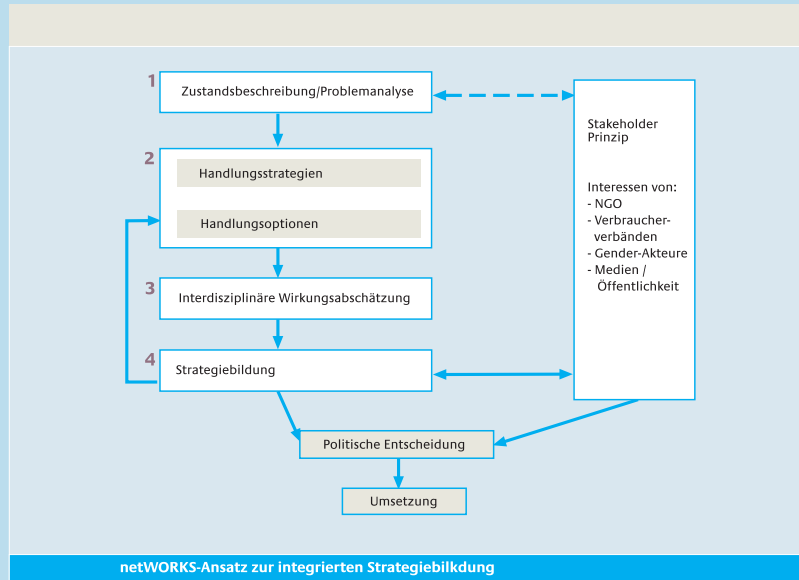 1
Zustandsbeschreibung/Problemanalyse
2
Handlungsstrategien
Handlungsoptionen
3
Interdisziplinäre Wirkungsabschätzung
4
Strategiebildung
Stakeholder
Prinzip
Interessen von:
- NGO
- Verbraucher-
verbänden
- Gender-Akteure
- Medien /
Öffentlichkeit
Politische Entscheidung
Umsetzung
netWORKS-Ansatz zur integrierten Strategiebilkdung